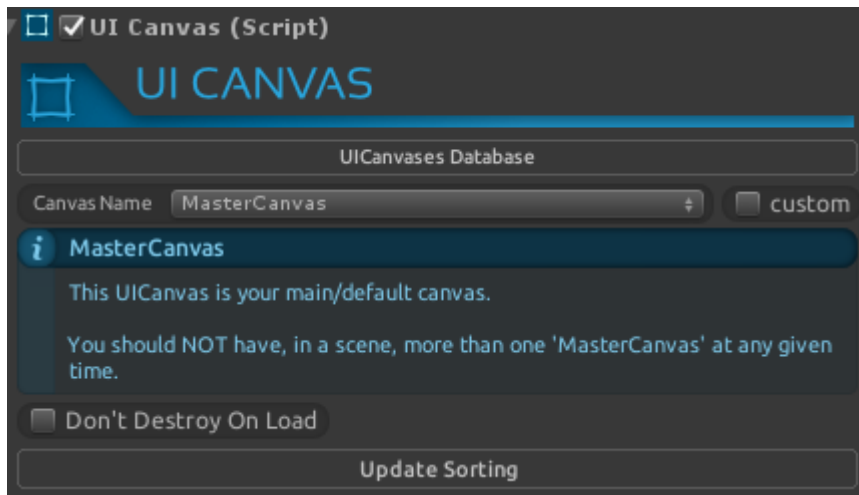 UI Canvas (Script)
UI CANVAS
UICanvases Database
Canvas Name MasterCanvas custom
i MasterCanvas
This UICanvas is your main/default canvas.
You should NOT have, in a scene, more than one 'MasterCanvas' at any given
time.
Don't Destroy On Load
Update Sorting